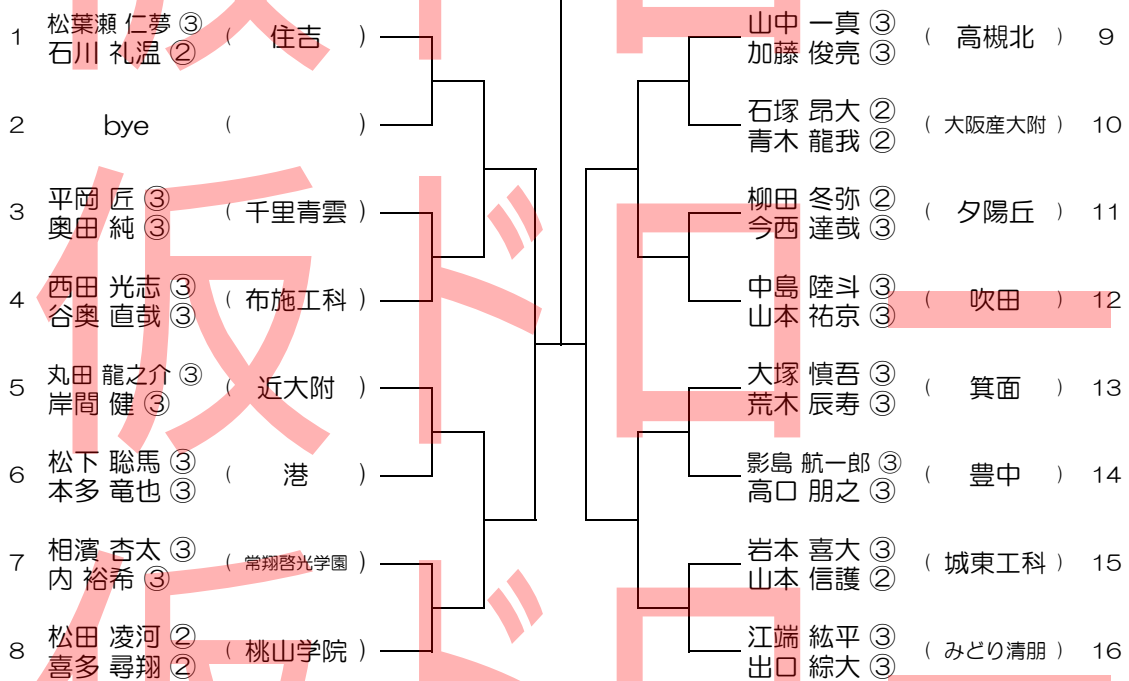 1 松葉瀬 仁夢 ③ ( 住吉 )
石川 礼温 ②
2 bye ( )
3 平岡 匠 ③ ( 千里青雲 )
奥田 純 ③
4 西田 光志 ③ ( 布施工科 )
谷奥 直哉 ③
5 丸田 龍之介 ③ ( 近大附 )
岸間 健 ③
6 松下 聡馬 ③ ( 港 )
本多 竜也 ③
7 相濱 杏太 ③ ( 常翔啓光学園 )
内 裕希 ③
8 松田 凌河 ② ( 桃山学院 )
喜多 尋翔 ②
山中 一真 ③ ( 高槻北 ) 9
加藤 俊亮 ③
石塚 昂大 ② ( 大阪産大附 ) 10
青木 龍我 ②
柳田 冬弥 ② ( 夕陽丘 ) 11
今西 達哉 ③
中島 陸斗 ③ ( 吹田 ) 12
山本 祐京 ③
大塚 慎吾 ③ ( 箕面 ) 13
荒木 辰寿 ③
影島 航一郎 ③ ( 豊中 ) 14
高口 朋之 ③
岩本 喜大 ③ ( 城東工科 ) 15
山本 信護 ②
江端 紘平 ③ ( みどり清朋 ) 16
出口 綜大 ③
仮ドロー